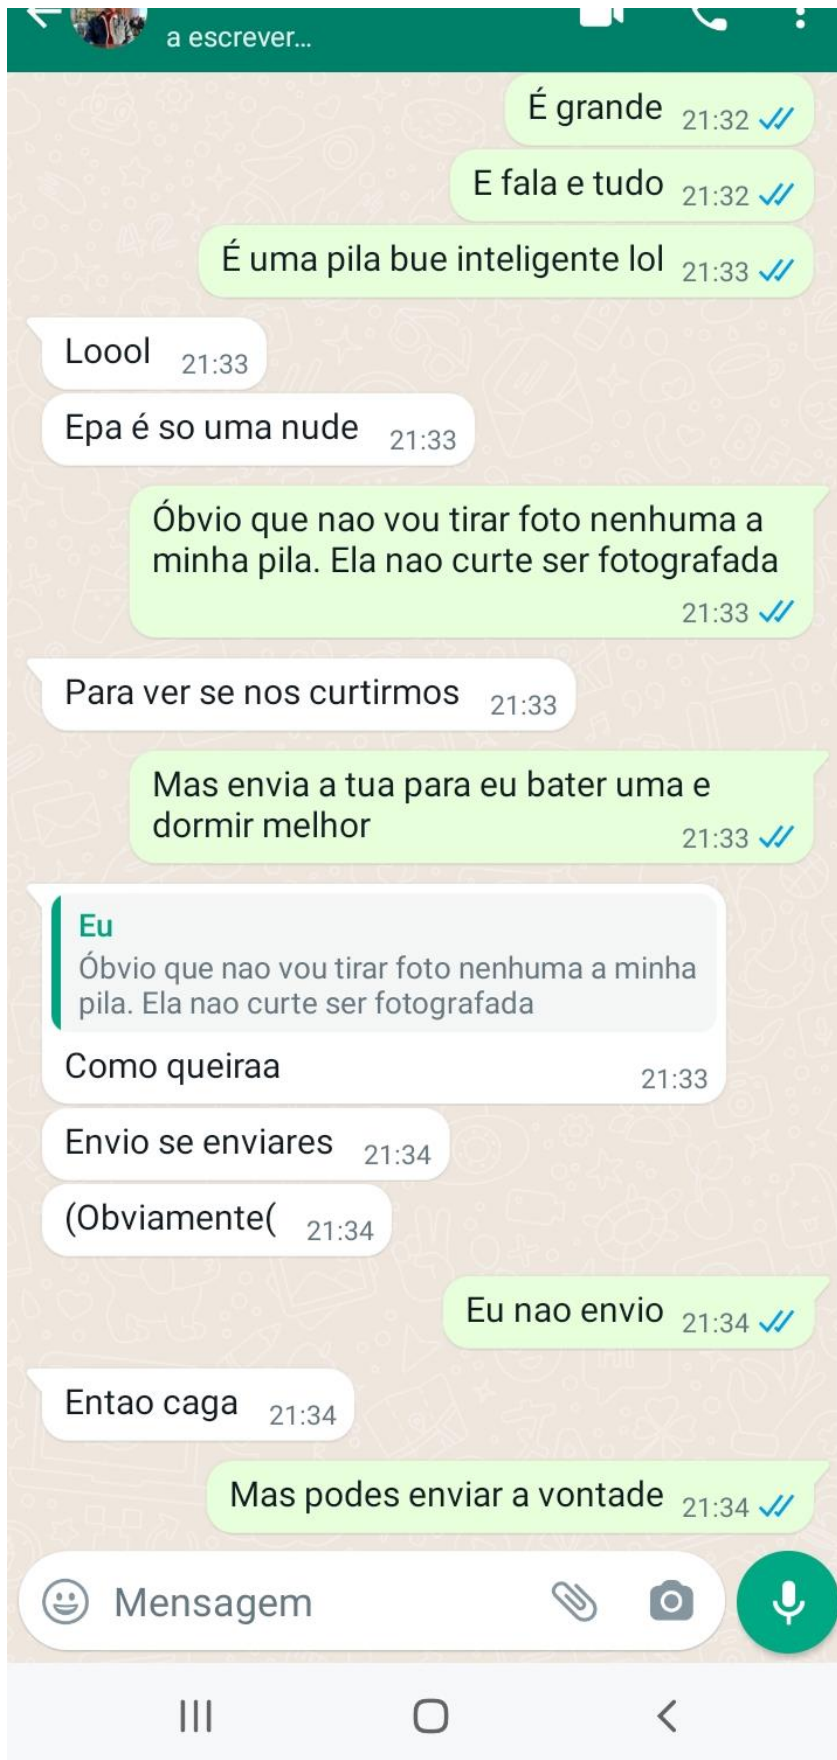 a escrever...
É grande 21:32
E fala e tudo 21:32
É uma pila bue inteligente lol 21:33
Loool 21:33
Epa é so uma nude 21:33
Óbvio que nao vou tirar foto nenhuma a
minha pila. Ela nao curte ser fotografada
21:33
Para ver se nos curtirmos 21:33
Mas envia a tua para eu bater uma e
dormir melhor 21:33
Eu
Óbvio que nao vou tirar foto nenhuma a minha
pila. Ela nao curte ser fotografada
Como queiraa 21:33
Envio se enviares 21:34
(Obviamente( 21:34
Eu nao envio 21:34
Entao caga 21:34
Mas podes enviar a vontade 21:34
Mensagem